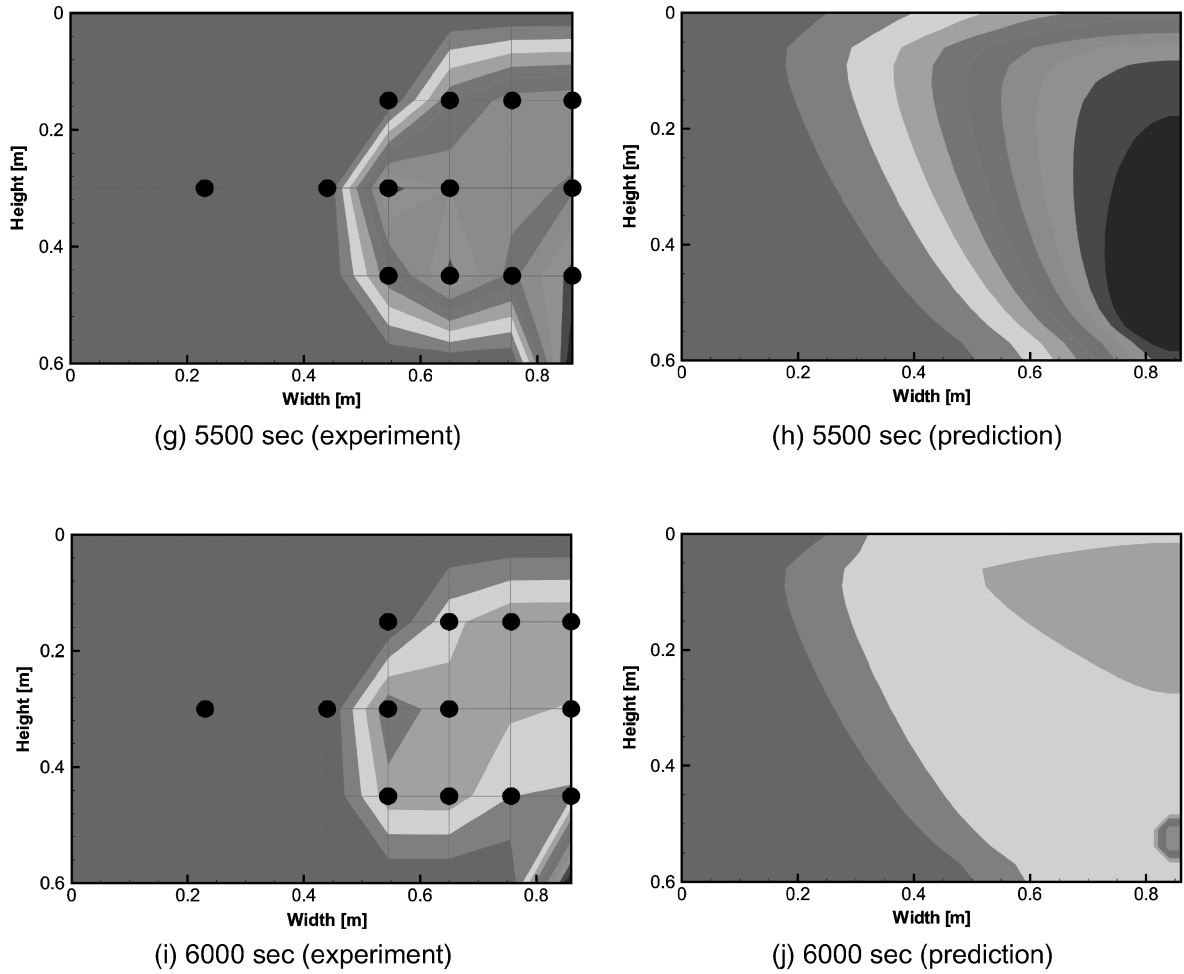 0
0.2
0.4
0.6
Height [m]
0 0.2 0.4 0.6 0.8
Width [m]
(g) 5500 sec (experiment)
0
0.2
0.4
0.6
Height [m]
0 0.2 0.4 0.6 0.8
Width [m]
(h) 5500 sec (prediction)
0
0.2
0.4
0.6
Height [m]
0 0.2 0.4 0.6 0.8
Width [m]
(i) 6000 sec (experiment)
0
0.2
0.4
0.6
Height [m]
0 0.2 0.4 0.6 0.8
Width [m]
(j) 6000 sec (prediction)